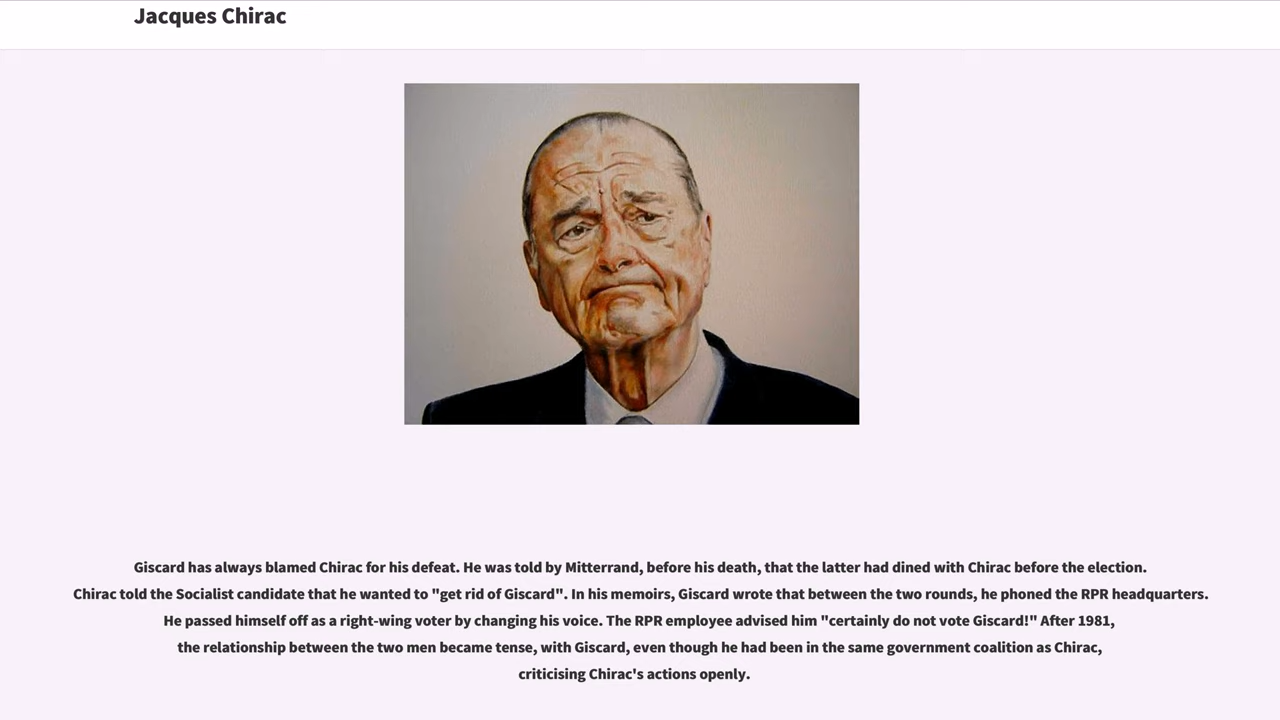 Jacques Chirac
Giscard has always blamed Chirac for his defeat. He was told by Mitterrand, before his death, that the latter had dined with Chirac before the election.
Chirac told the Socialist candidate that he wanted to "get rid of Giscard". In his memoirs, Giscard wrote that between the two rounds, he phoned the RPR headquarters.
He passed himself off as a right-wing voter by changing his voice. The RPR employee advised him "certainly do not vote Giscard!" After 1981,
the relationship between the two men became tense, with Giscard, even though he had been in the same government coalition as Chirac,
criticising Chirac's actions openly.